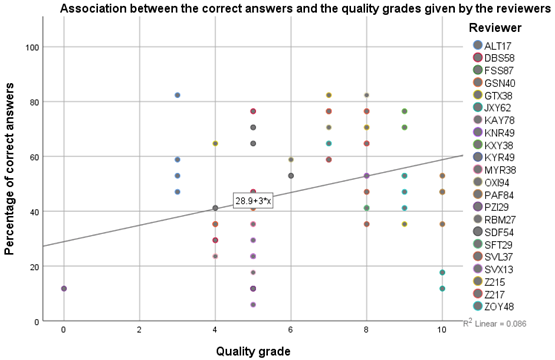 Association between the correct answers and the quality grades given by the reviewers
Percentage of correct answers
100
80
60
40
20
0
28.9+3*x
0
2
4
6
8
10
Quality grade
Reviewer
ALT17
DBS58
FSS87
GSN40
GTX38
JXY62
KAY78
KNR49
KXY38
KYR49
MYR38
OXI94
PAF84
PZI29
RBM27
SDF54
SFT29
SVL37
SVX13
Z215
Z217
ZOY48
R² Linear = 0.086